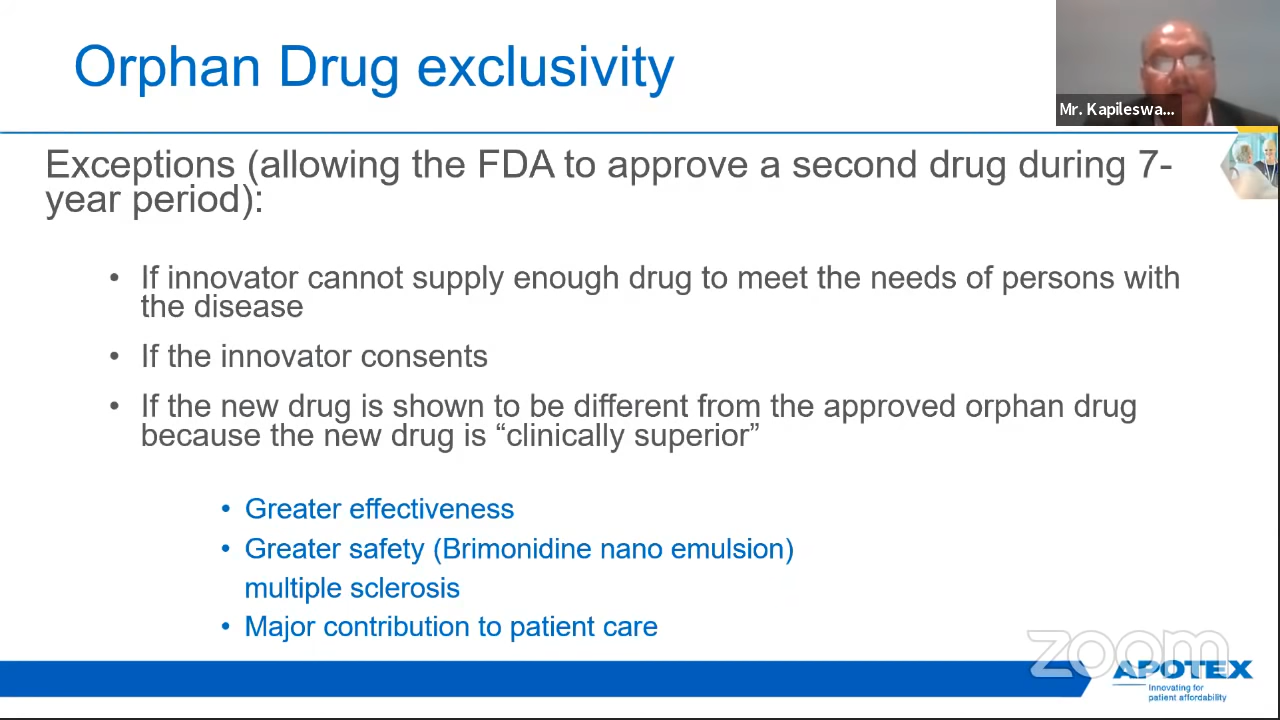 Orphan Drug exclusivity
Mr. Kapileswa...
Exceptions (allowing the FDA to approve a second drug during 7-
year period):
• If innovator cannot supply enough drug to meet the needs of persons with
the disease
• If the innovator consents
• If the new drug is shown to be different from the approved orphan drug
because the new drug is “clinically superior”
• Greater effectiveness
• Greater safety (Brimonidine nano emulsion)
multiple sclerosis
• Major contribution to patient care
zoom
APOTEX
Innovating for
patient affordability